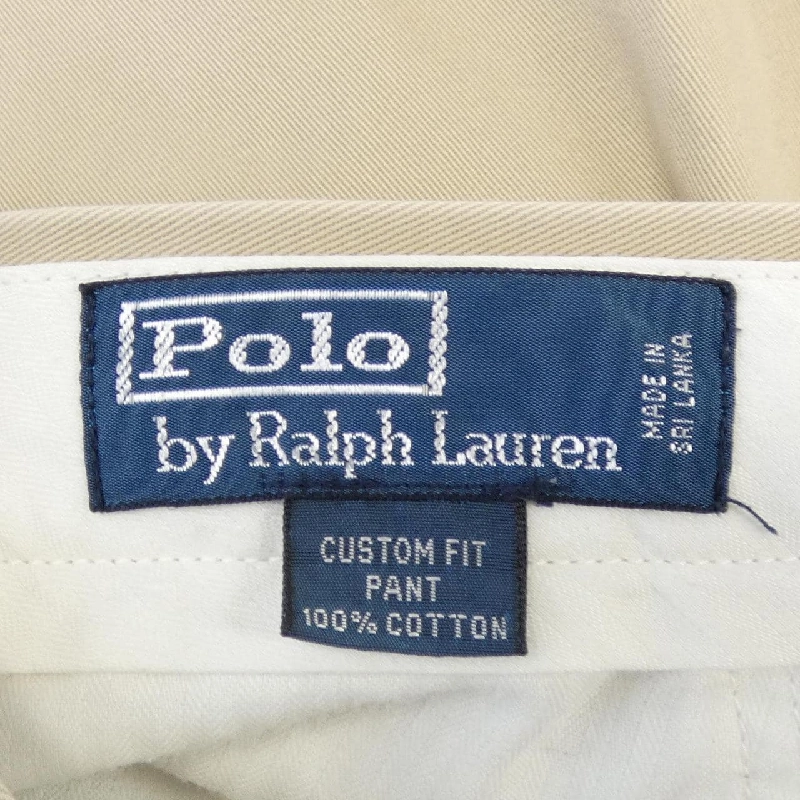 Polo
by Ralph Lauren
MADE IN
SRI LANKA
CUSTOM FIT
PANT
100% COTTON